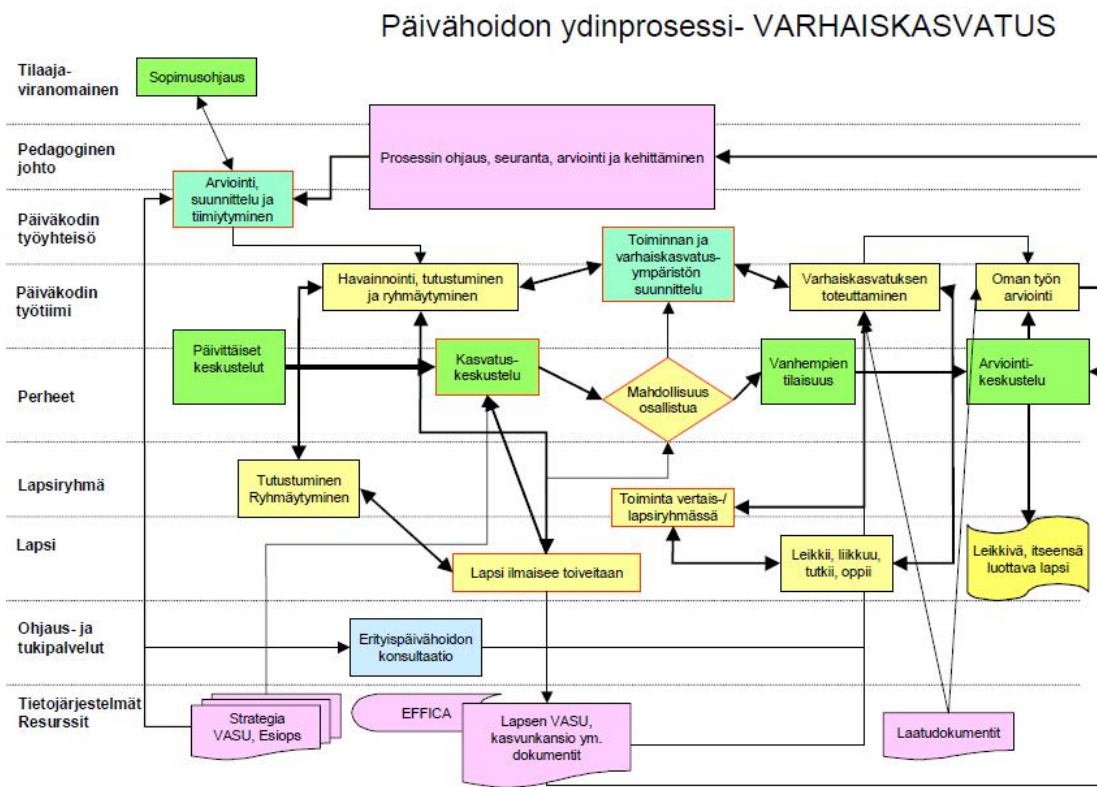 Päivähoidon ydinprosessi- VARHAISKASVATUS
Tilaaja-
viranomainen
Sopimusohjaus
Pedagoginen
johto
Prosessin ohjaus, seuranta, arviointi ja kehittäminen
Arviointi,
suunnittelu ja
tiimiytyminen
Päiväkodin
työyhteisö
Toiminnan ja
varhaiskasvatus-
ympäristön
suunnittelu
Päiväkodin
työtiimi
Havainnointi, tutustuminen
ja ryhmäytyminen
Varhaiskasvatuksen
toteuttaminen
Oman työn
arviointi
Perheet
Päivittäiset
keskustelut
Kasvatus-
keskustelu
Mahdollisuus
osallistua
Vanhempien
tilaisuus
Arviointi-
keskustelu
Lapsiryhmä
Tutustuminen
Ryhmäytyminen
Toiminta vertais-/
lapsiryhmässä
Lapsi
Lapsi ilmaisee toiveitaan
Leikkii, liikkuu,
tutkii, oppii
Leikkivä, itseensä
luottava lapsi
Ohjaus- ja
tukipalvelut
Erityispäivähoidon
konsultaatio
Tietojärjestelmät
Resurssit
Strategia
VASU, Esiops
EFFICA
Lapsen VASU,
kasvunkansio ym.
dokumentit
Laatudokumentit